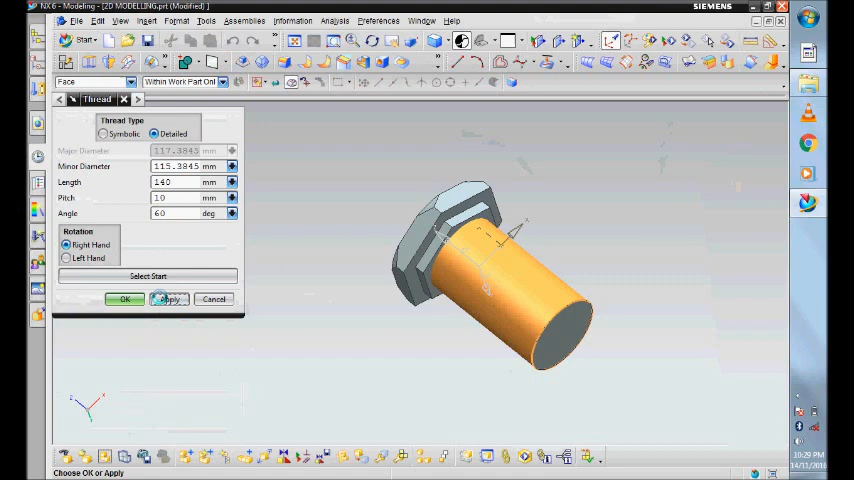 NX 6 - Modeling - [2D MODELLING.prt (Modified) ]
SIEMENS
File Edit View Insert Format Tools Assemblies Information Analysis Preferences Window Help
Start
Face
Within Work Part Onl
Thread
Thread Type
Symbolic
Detailed
Major Diameter 117.3845 mm
Minor Diameter 115.3845 mm
Length 140 mm
Pitch 10 mm
Angle 60 deg
Rotation
Right Hand
Left Hand
Select Start
OK Apply Cancel
Z X
Y
Choose OK or Apply
10:29 PM
14/11/2016